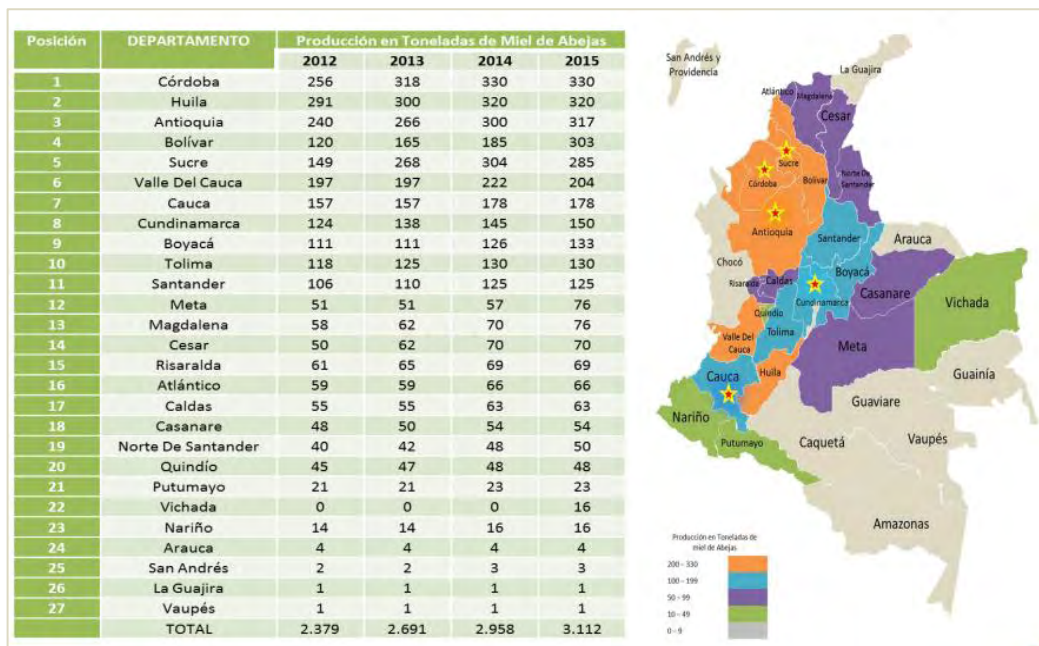 Posición DEPARTAMENTO Producción en Toneladas de Miel de Abejas
2012 2013 2014 2015
1 Córdoba 256 318 330 330
2 Huila 291 300 320 320
3 Antioquia 240 266 300 317
4 Bolívar 120 165 185 303
5 Sucre 149 268 304 285
6 Valle Del Cauca 197 197 222 204
7 Cauca 157 157 178 178
8 Cundinamarca 124 138 145 150
9 Boyacá 111 111 126 133
10 Tolima 118 125 130 130
11 Santander 106 110 125 125
12 Meta 51 51 57 76
13 Magdalena 58 62 70 76
14 Cesar 50 62 70 70
15 Risaralda 61 65 69 69
16 Atlántico 59 59 66 66
17 Caldas 55 55 63 63
18 Casanare 48 50 54 54
19 Norte De Santander 40 42 48 50
20 Quindío 45 47 48 48
21 Putumayo 21 21 23 23
22 Vichada 0 0 0 16
23 Nariño 14 14 16 16
24 Arauca 4 4 4 4
25 San Andrés 2 2 3 3
26 La Guajira 1 1 1 1
27 Vaupés 1 1 1 1
TOTAL 2.379 2.691 2.958 3.112
San Andrés y
Providencia
La Guajira
Atlántico
Magdalena
Cesar
Sucre
Córdoba
Bolívar
Norte De
Santander
Antioquia
Santander
Arauca
Chocó
Boyacá
Risaralda
Caldas
Casanare
Vichada
Cundinamarca
Quindío
Tolima
Valle Del
Cauca
Meta
Huila
Cauca
Guainía
Guaviare
Nariño
Putumayo
Caquetá
Vaupés
Amazonas
Producción en Toneladas de
miel de Abejas
200 – 330
100 – 199
50 – 99
10 – 49
0 – 9